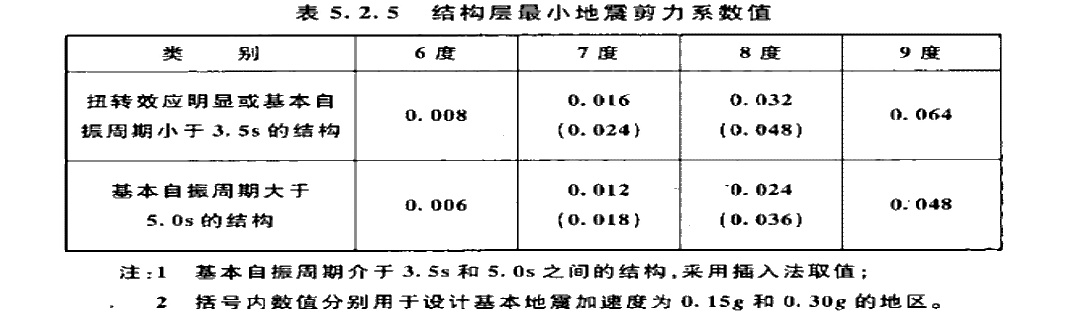 表 5.2.5 结构层最小地震剪力系数值
类 别 6 度 7 度 8 度 9 度
扭转效应明显或基本自
振周期小于 3.5s 的结构
0.008
0.016
(0.024)
0.032
(0.048)
0.064
基本自振周期大于
5.0s 的结构
0.006
0.012
(0.018)
0.024
(0.036)
0.048
注:1 基本自振周期介于 3.5s 和 5.0s 之间的结构,采用插入法取值;
2 括号内数值分别用于设计基本地震加速度为 0.15g 和 0.30g 的地区。